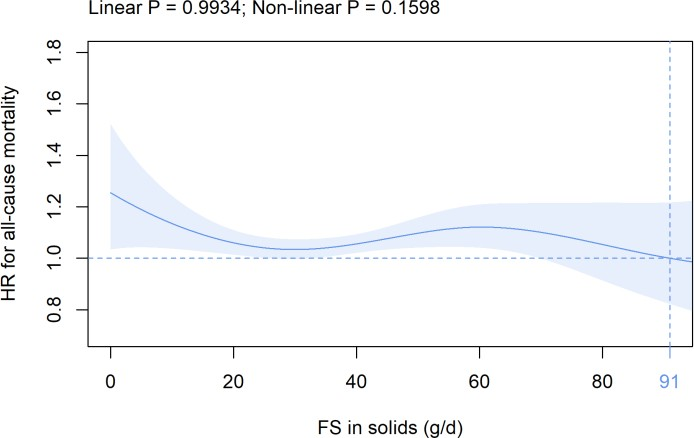 Linear P = 0.9934; Non-linear P = 0.1598
HR for all-cause mortality
1.8
1.6
1.4
1.2
1.0
0.8
0 20 40 60 80 91
FS in solids (g/d)